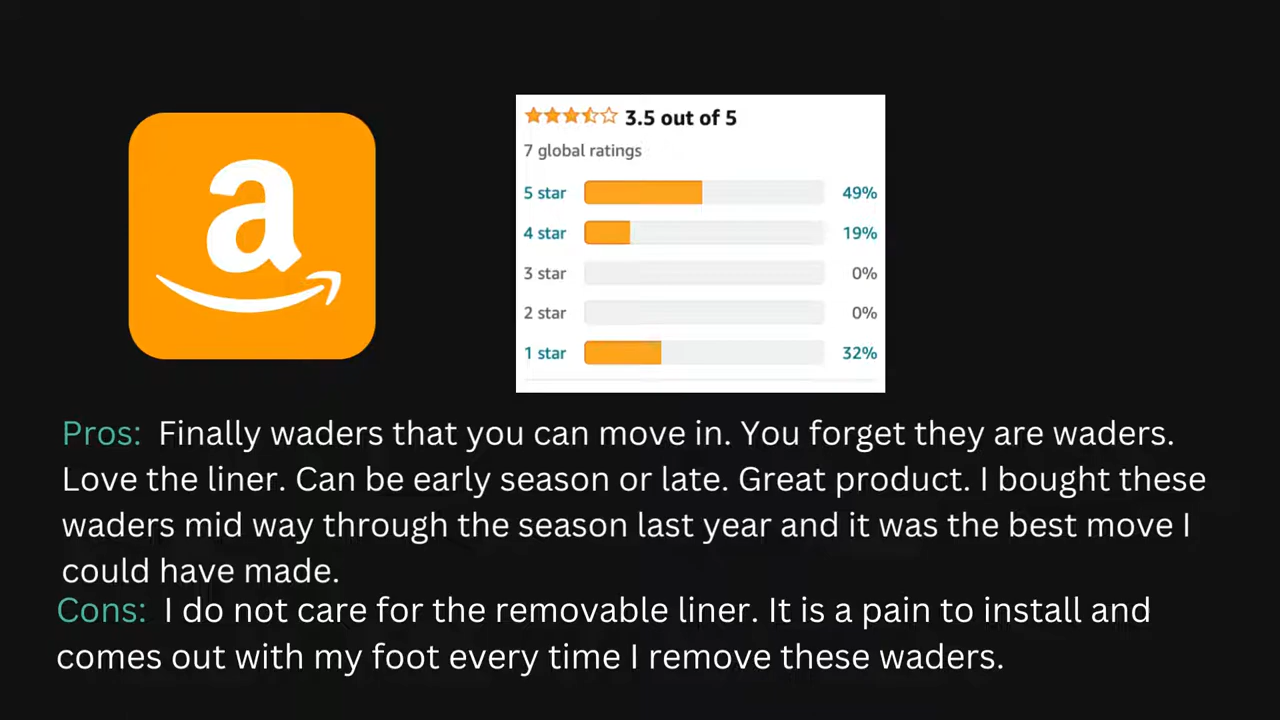 a
3.5 out of 5
7 global ratings
5 star 49%
4 star 19%
3 star 0%
2 star 0%
1 star 32%
Pros: Finally waders that you can move in. You forget they are waders.
Love the liner. Can be early season or late. Great product. I bought these
waders mid way through the season last year and it was the best move I
could have made.
Cons: I do not care for the removable liner. It is a pain to install and
comes out with my foot every time I remove these waders.